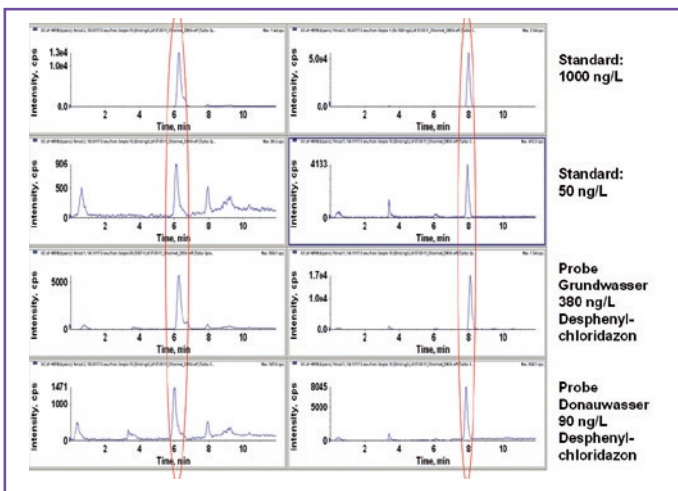 1.3e4
1.0e4
0.0
Intensity, cps
2 4 6 8 10
Time, min
5.0e4
0.0
Intensity, cps
2 4 6 8 10
Time, min
Standard:
1000 ng/L
906
500
0
Intensity, cps
2 4 6 8 10
Time, min
4133
0
Intensity, cps
2 4 6 8 10
Time, min
Standard:
50 ng/L
5000
0
Intensity, cps
2 4 6 8 10
Time, min
1.7e4
1.0e4
0.0
Intensity, cps
2 4 6 8 10
Time, min
Probe
Grundwasser
380 ng/L
Desphenyl-
chloridazon
1471
1000
0
Intensity, cps
2 4 6 8 10
Time, min
8045
5000
0
Intensity, cps
2 4 6 8 10
Time, min
Probe
Donauwasser
90 ng/L
Desphenyl-
chloridazon